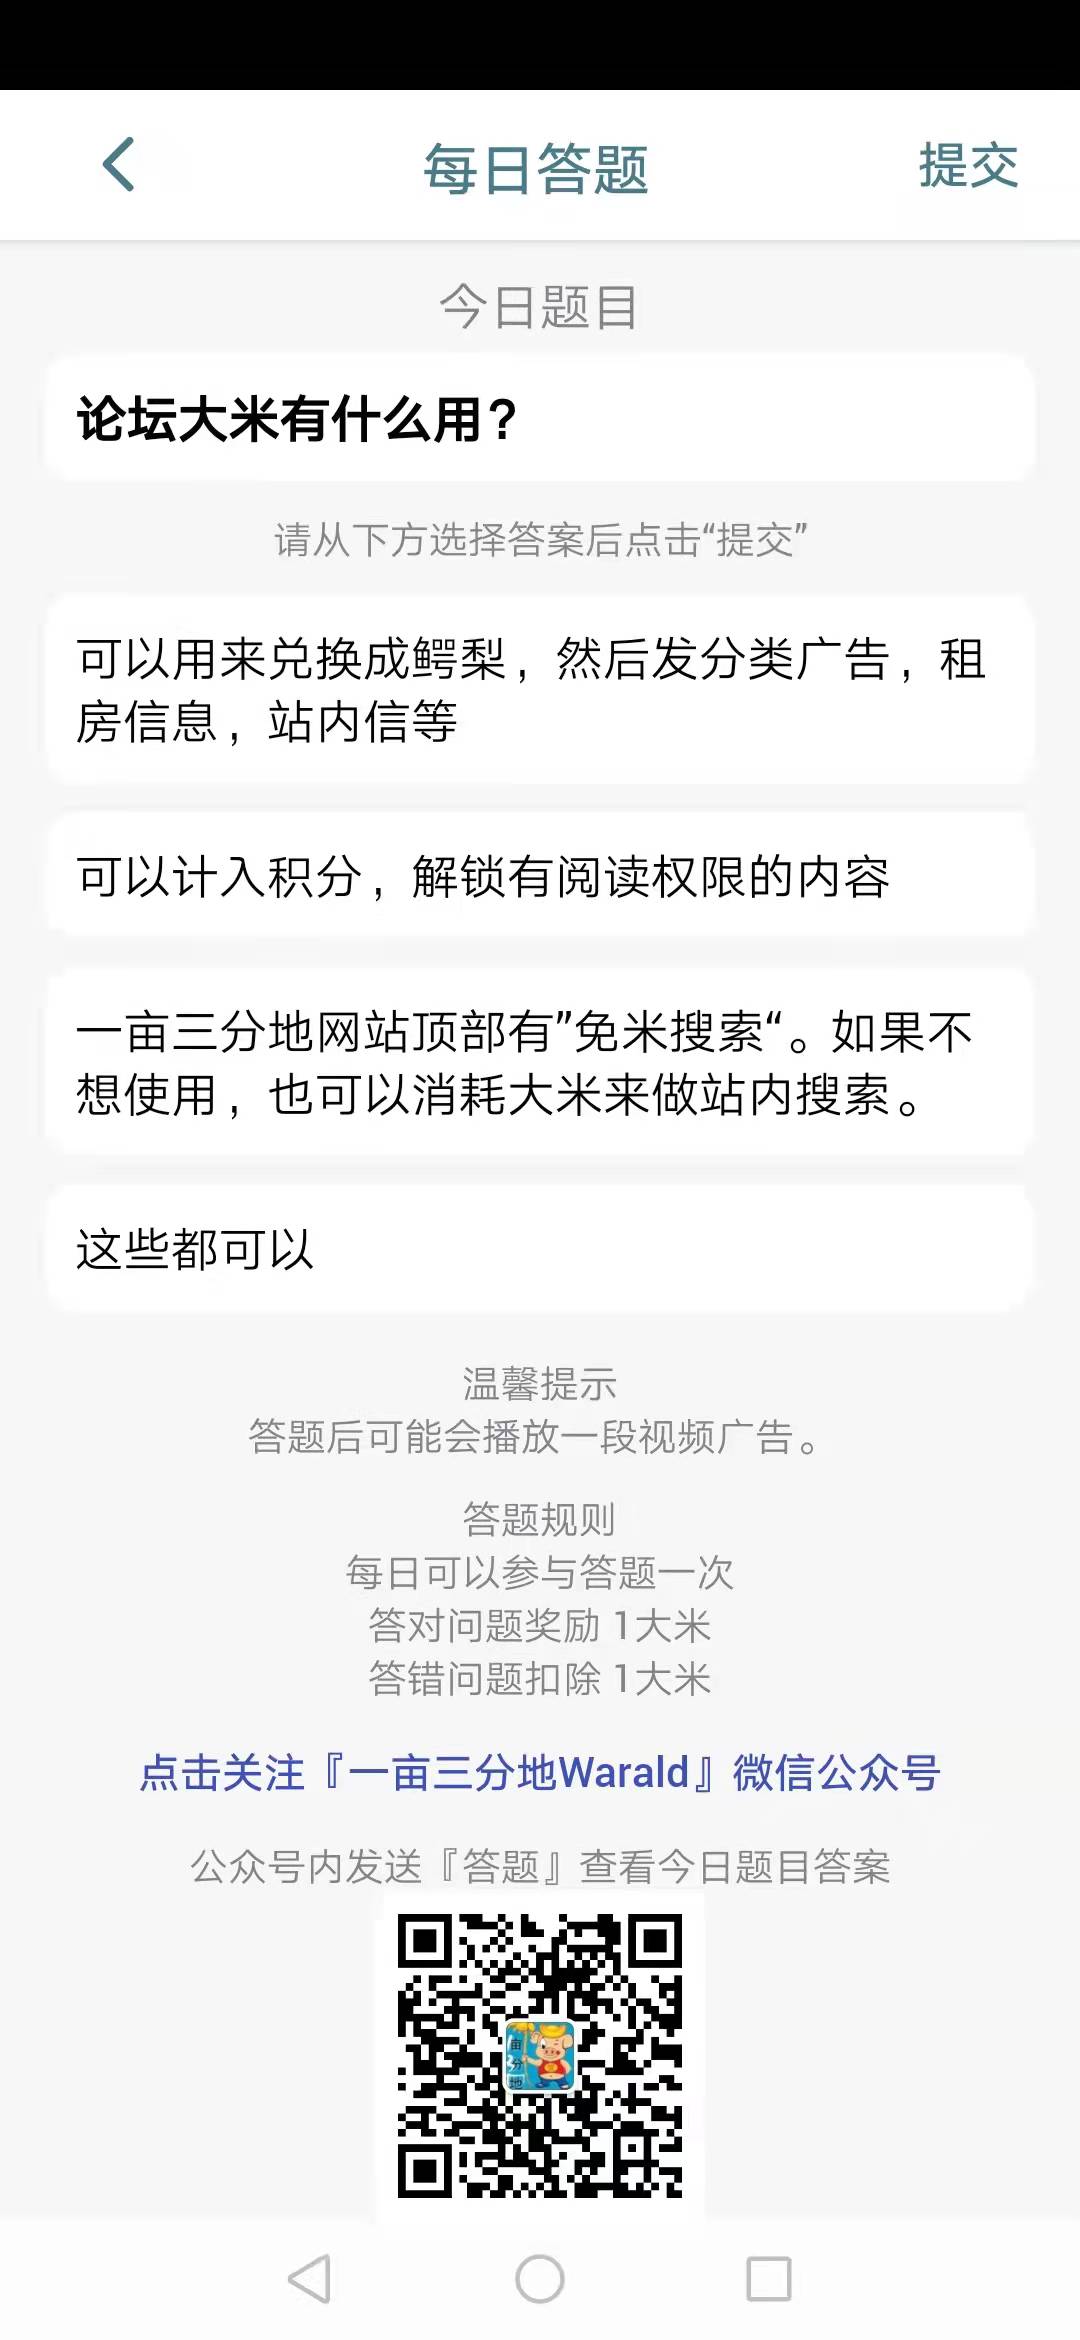 每日答题
提交
今日题目
论坛大米有什么用?
请从下方选择答案后点击“提交”
可以用来兑换成鳄梨，然后发分类广告，租
房信息，站内信等
可以计入积分，解锁有阅读权限的内容
一亩三分地网站顶部有”免米搜索“。如果不
想使用，也可以消耗大米来做站内搜索。
这些都可以
温馨提示
答题后可能会播放一段视频广告。
答题规则
每日可以参与答题一次
答对问题奖励 1大米
答错问题扣除 1大米
点击关注『一亩三分地Warald』微信公众号
公众号内发送『答题』查看今日题目答案